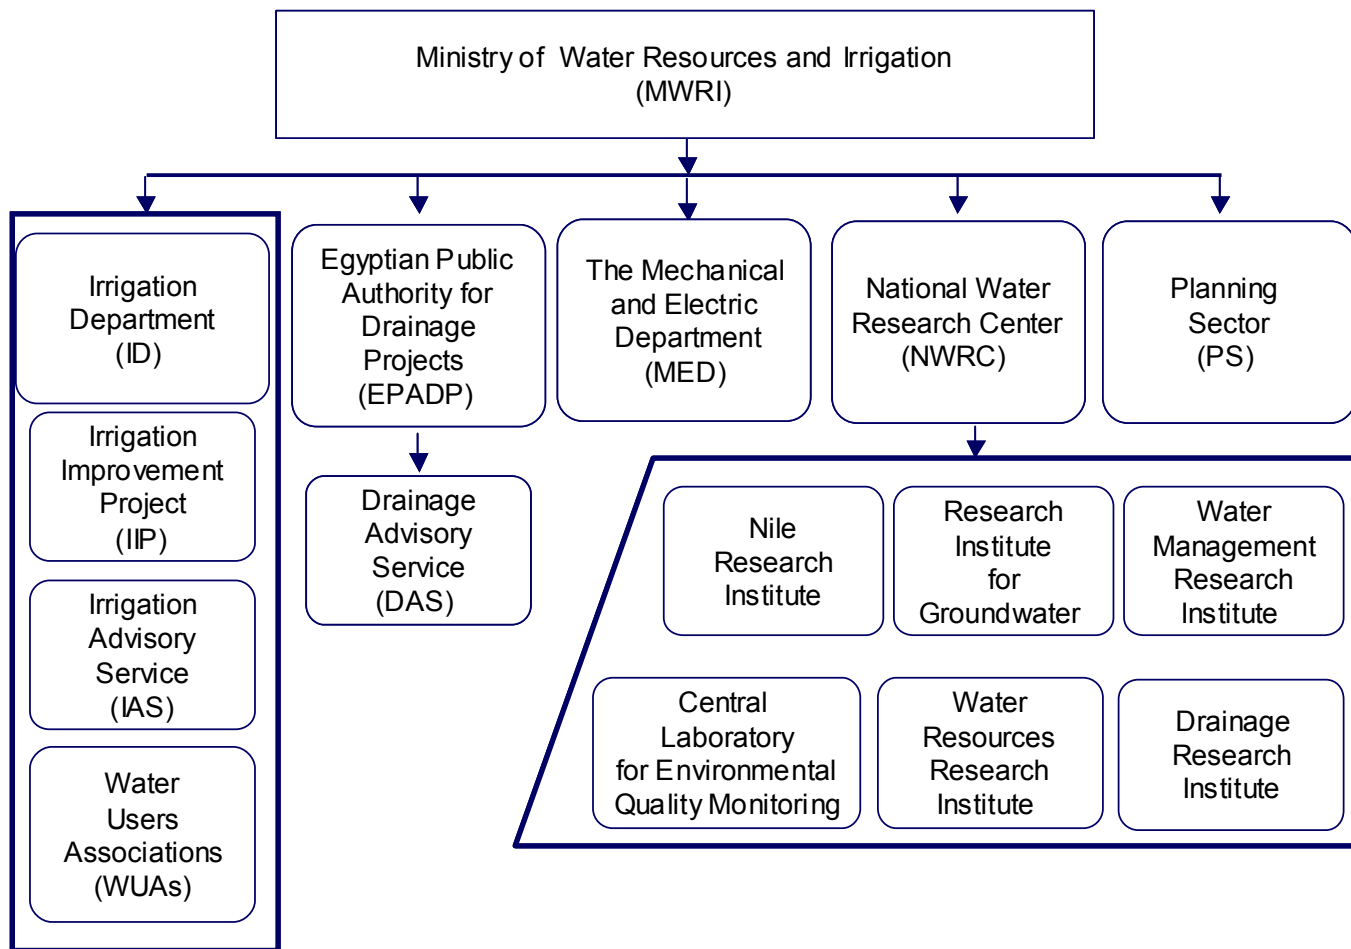 Ministry of Water Resources and Irrigation
(MWRI)
Irrigation
Department
(ID)
Egyptian Public
Authority for
Drainage
Projects
(EPADP)
The Mechanical
and Electric
Department
(MED)
National Water
Research Center
(NWRC)
Planning
Sector
(PS)
Irrigation
Improvement
Project
(IIP)
Irrigation
Advisory
Service
(IAS)
Water
Users
Associations
(WUAs)
Drainage
Advisory
Service
(DAS)
Nile
Research
Institute
Research
Institute
for
Groundwater
Water
Management
Research
Institute
Central
Laboratory
for Environmental
Quality Monitoring
Water
Resources
Research
Institute
Drainage
Research
Institute